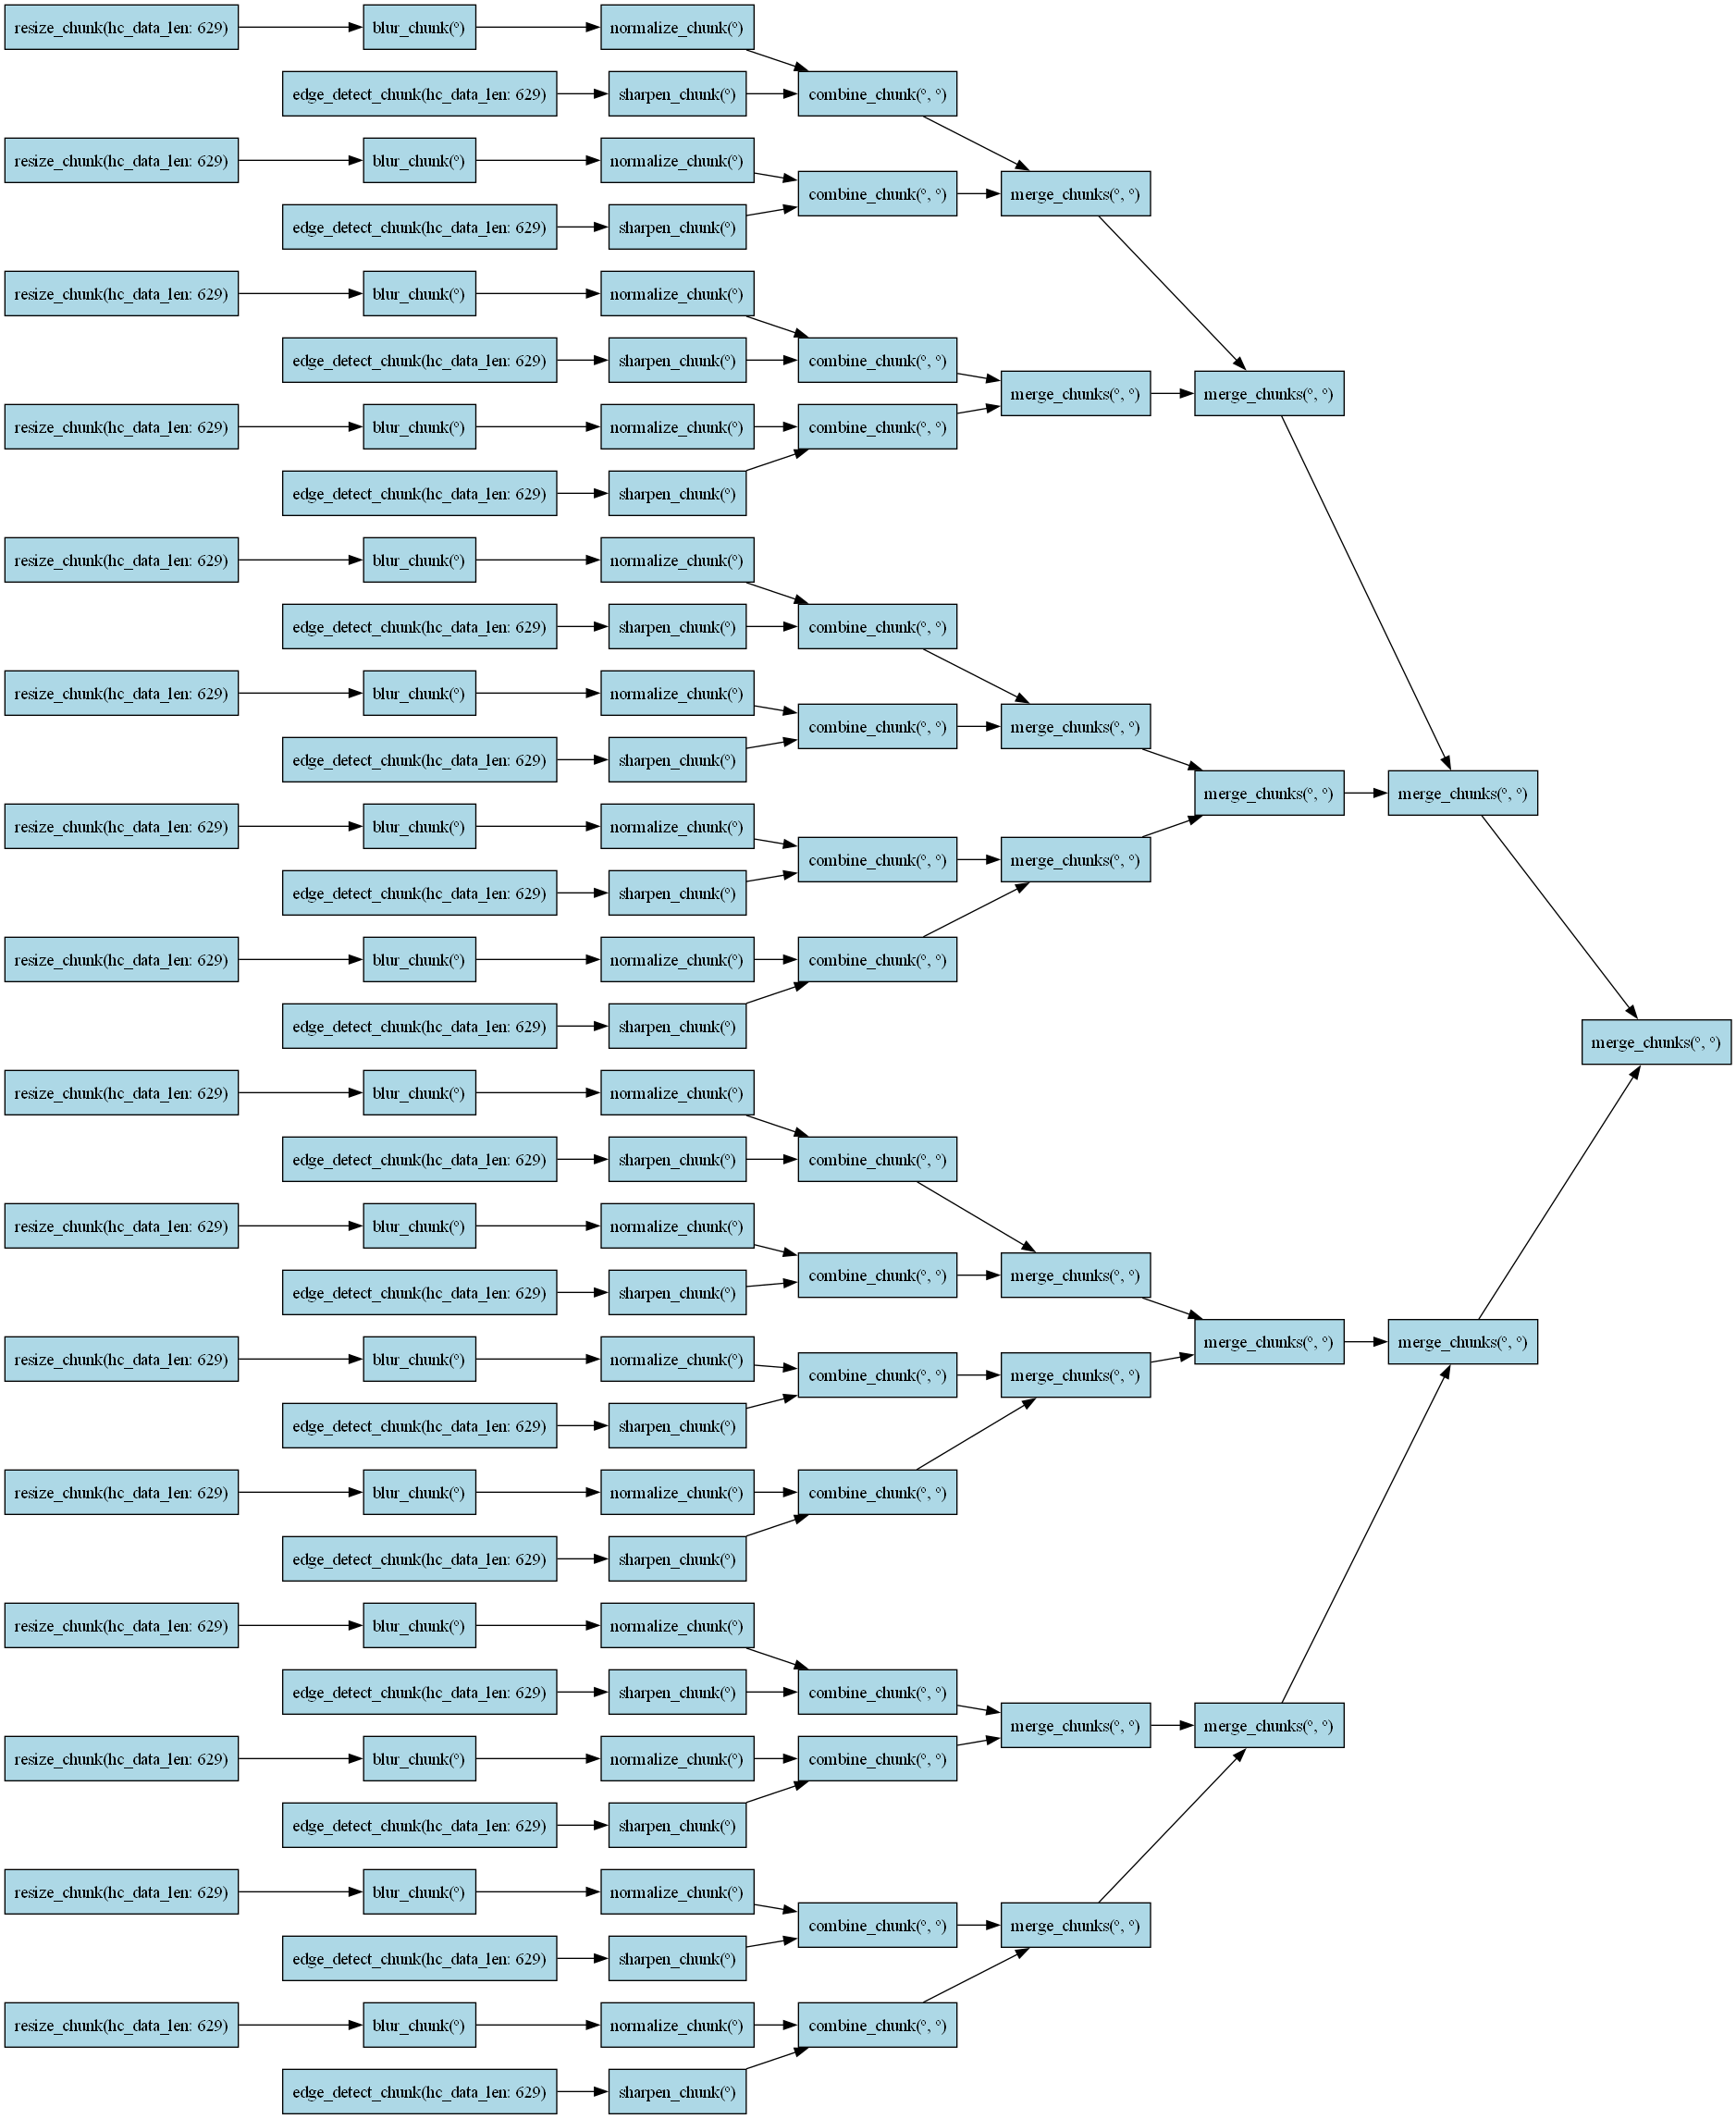 resize_chunk(hc_data_len: 629) blur_chunk(°) normalize_chunk(°)
edge_detect_chunk(hc_data_len: 629) sharpen_chunk(°) combine_chunk(°, °)
resize_chunk(hc_data_len: 629) blur_chunk(°) normalize_chunk(°)
combine_chunk(°, °) merge_chunks(°, °)
edge_detect_chunk(hc_data_len: 629) sharpen_chunk(°)
resize_chunk(hc_data_len: 629) blur_chunk(°) normalize_chunk(°)
edge_detect_chunk(hc_data_len: 629) sharpen_chunk(°) combine_chunk(°, °)
merge_chunks(°, °) merge_chunks(°, °)
resize_chunk(hc_data_len: 629) blur_chunk(°) normalize_chunk(°) combine_chunk(°, °)
edge_detect_chunk(hc_data_len: 629) sharpen_chunk(°)
resize_chunk(hc_data_len: 629) blur_chunk(°) normalize_chunk(°)
edge_detect_chunk(hc_data_len: 629) sharpen_chunk(°) combine_chunk(°, °)
resize_chunk(hc_data_len: 629) blur_chunk(°) normalize_chunk(°)
combine_chunk(°, °) merge_chunks(°, °)
edge_detect_chunk(hc_data_len: 629) sharpen_chunk(°)
merge_chunks(°, °) merge_chunks(°, °)
resize_chunk(hc_data_len: 629) blur_chunk(°) normalize_chunk(°)
combine_chunk(°, °) merge_chunks(°, °)
edge_detect_chunk(hc_data_len: 629) sharpen_chunk(°)
resize_chunk(hc_data_len: 629) blur_chunk(°) normalize_chunk(°) combine_chunk(°, °)
edge_detect_chunk(hc_data_len: 629) sharpen_chunk(°)
merge_chunks(°, °)
resize_chunk(hc_data_len: 629) blur_chunk(°) normalize_chunk(°)
edge_detect_chunk(hc_data_len: 629) sharpen_chunk(°) combine_chunk(°, °)
resize_chunk(hc_data_len: 629) blur_chunk(°) normalize_chunk(°)
combine_chunk(°, °) merge_chunks(°, °)
edge_detect_chunk(hc_data_len: 629) sharpen_chunk(°)
merge_chunks(°, °) merge_chunks(°, °)
resize_chunk(hc_data_len: 629) blur_chunk(°) normalize_chunk(°)
combine_chunk(°, °) merge_chunks(°, °)
edge_detect_chunk(hc_data_len: 629) sharpen_chunk(°)
resize_chunk(hc_data_len: 629) blur_chunk(°) normalize_chunk(°) combine_chunk(°, °)
edge_detect_chunk(hc_data_len: 629) sharpen_chunk(°)
resize_chunk(hc_data_len: 629) blur_chunk(°) normalize_chunk(°)
edge_detect_chunk(hc_data_len: 629) sharpen_chunk(°) combine_chunk(°, °)
merge_chunks(°, °) merge_chunks(°, °)
resize_chunk(hc_data_len: 629) blur_chunk(°) normalize_chunk(°) combine_chunk(°, °)
edge_detect_chunk(hc_data_len: 629) sharpen_chunk(°)
resize_chunk(hc_data_len: 629) blur_chunk(°) normalize_chunk(°)
combine_chunk(°, °) merge_chunks(°, °)
edge_detect_chunk(hc_data_len: 629) sharpen_chunk(°)
resize_chunk(hc_data_len: 629) blur_chunk(°) normalize_chunk(°) combine_chunk(°, °)
edge_detect_chunk(hc_data_len: 629) sharpen_chunk(°)